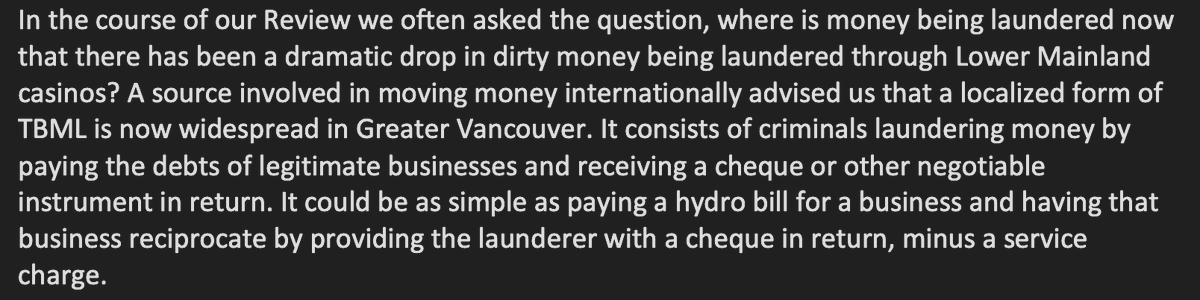 In the course of our Review we often asked the question, where is money being laundered now
that there has been a dramatic drop in dirty money being laundered through Lower Mainland
casinos? A source involved in moving money internationally advised us that a localized form of
TBML is now widespread in Greater Vancouver. It consists of criminals laundering money by
paying the debts of legitimate businesses and receiving a cheque or other negotiable
instrument in return. It could be as simple as paying a hydro bill for a business and having that
business reciprocate by providing the launderer with a cheque in return, minus a service
charge.